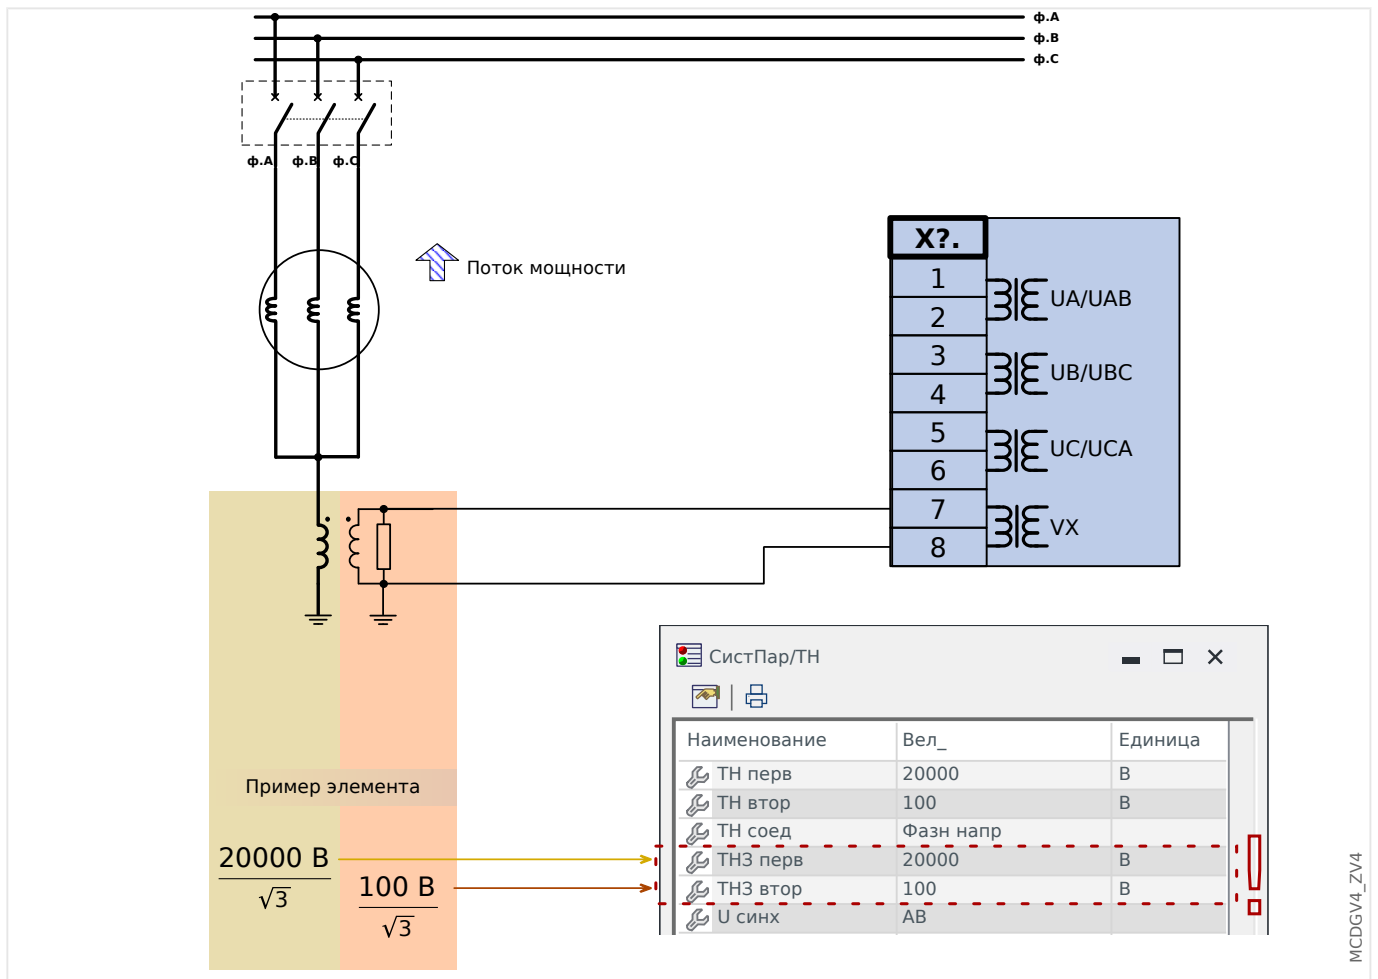 ф.A
ф.B
ф.C
ф.A ф.B ф.C
Поток мощности
X?.
1
2
UA/UAB
3
4
UB/UBC
5
6
UC/UCA
7
8
VX
СистПар/ТН
Наименование Вел_ Единица
ТН перв 20000 В
ТН втор 100 В
ТН соед Фазн напр
ТНЗ перв 20000 В
ТНЗ втор 100 В
U синх AB
Пример элемента
20000 В
√3
100 В
√3
MCDGV4_ZV4